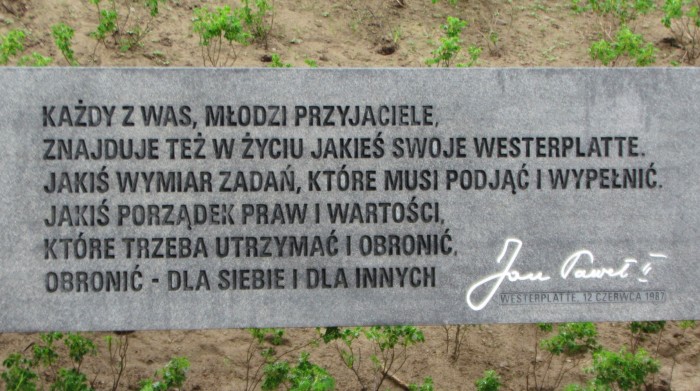 KAŻDY Z WAS, MŁODZI PRZYJACIELE,
ZNAJDUJE TEŻ W ŻYCIU JAKIEŚ SWOJE WESTERPLATTE.
JAKIŚ WYMIAR ZADAŃ, KTÓRE MUSI PODJĄĆ I WYPEŁNIĆ.
JAKIŚ PORZĄDEK PRAW I WARTOŚCI,
KTÓRE TRZEBA UTRZYMAĆ I OBRONIĆ.
OBRONIĆ - DLA SIEBIE I DLA INNYCH
Jan Paweł II
WESTERPLATTE, 12 CZERWCA 1987